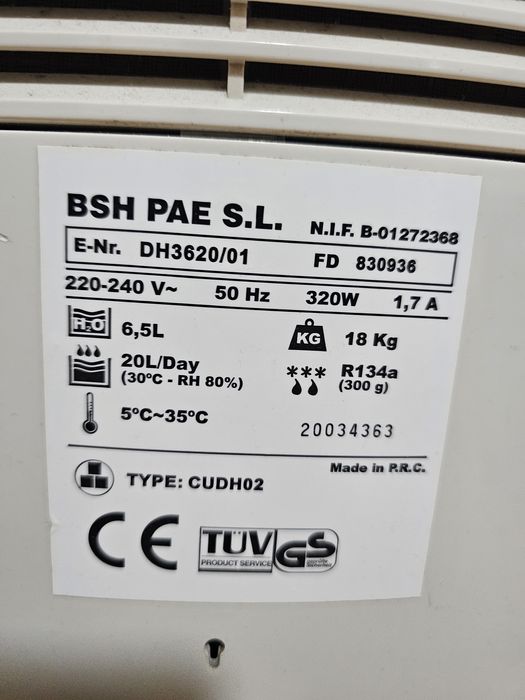 BSH PAE S.L. N.I.F. B-01272368
E-Nr. DH3620/01 FD 830936
220-240 V~ 50 Hz 320W 1,7 A
H2O 6,5L KG 18 Kg
20L/Day (30ºC - RH 80%) *** R134a (300 g)
5ºC~35ºC 20034363
Made in P.R.C.
TYPE: CUDH02
CE TÜV PRODUCT SERVICE GS geprüfte Sicherheit